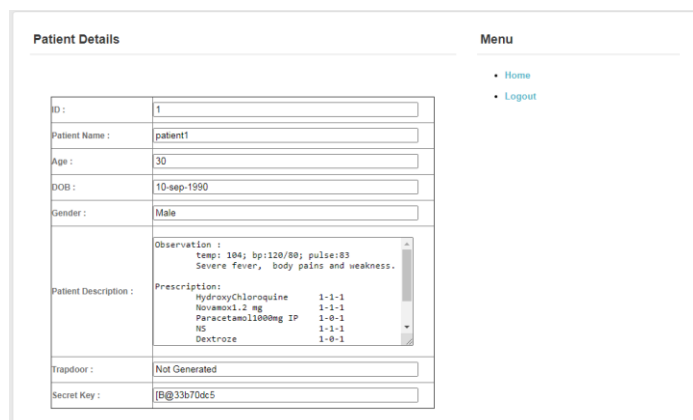 Patient Details
Menu
Home
Logout
ID : 1
Patient Name : patient1
Age : 30
DOB : 10-sep-1990
Gender : Male
Patient Description :
Observation :
temp: 104; bp:120/80; pulse:83
Severe fever, body pains and weakness.
Prescription:
HydroxyChloroquine 1-1-1
Novamox1.2 mg 1-1-1
Paracetamol1000mg IP 1-0-1
NS 1-1-1
Dextroze 1-0-1
Trapdoor : Not Generated
Secret Key : [B@33b70dc5